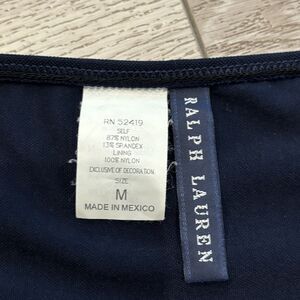 RN 52419
SELF
87% NYLON
13% SPANDEX
LINING
100% NYLON
EXCLUSIVE OF DECORATION
SIZE
M
MADE IN MEXICO
RALPH LAUREN